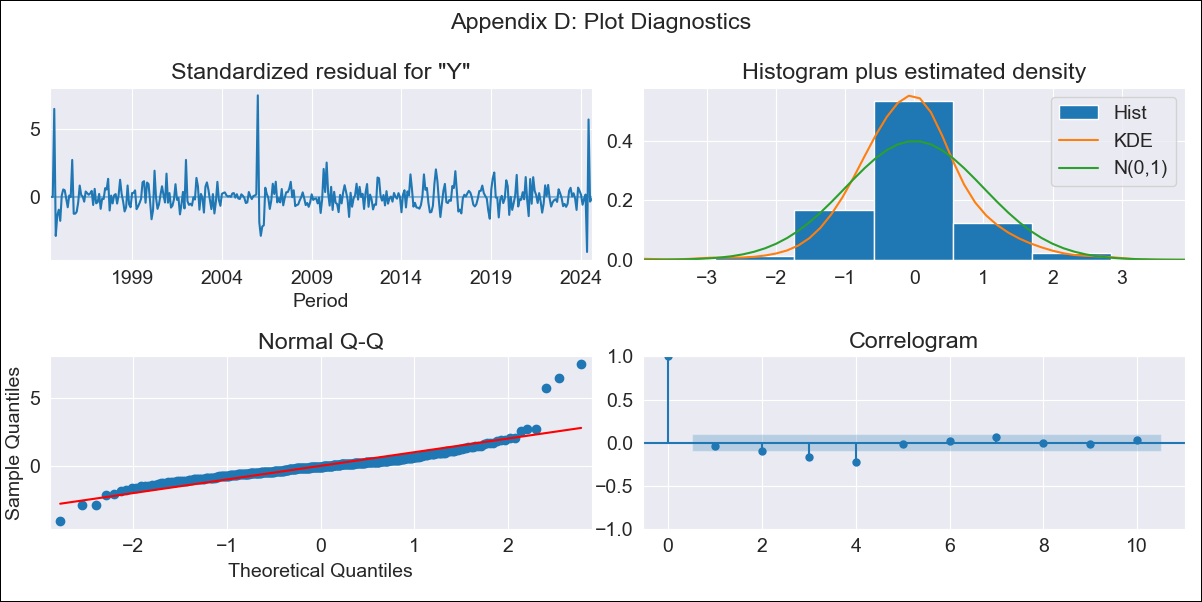 Appendix D: Plot Diagnostics
Standardized residual for "Y"
5
0
1999 2004 2009 2014 2019 2024
Period
Histogram plus estimated density
0.4
0.2
0.0
−3 −2 −1 0 1 2 3
Hist
KDE
N(0,1)
Normal Q-Q
Sample Quantiles
5
0
−2 −1 0 1 2
Theoretical Quantiles
Correlogram
1.0
0.5
0.0
−0.5
−1.0
0 2 4 6 8 10